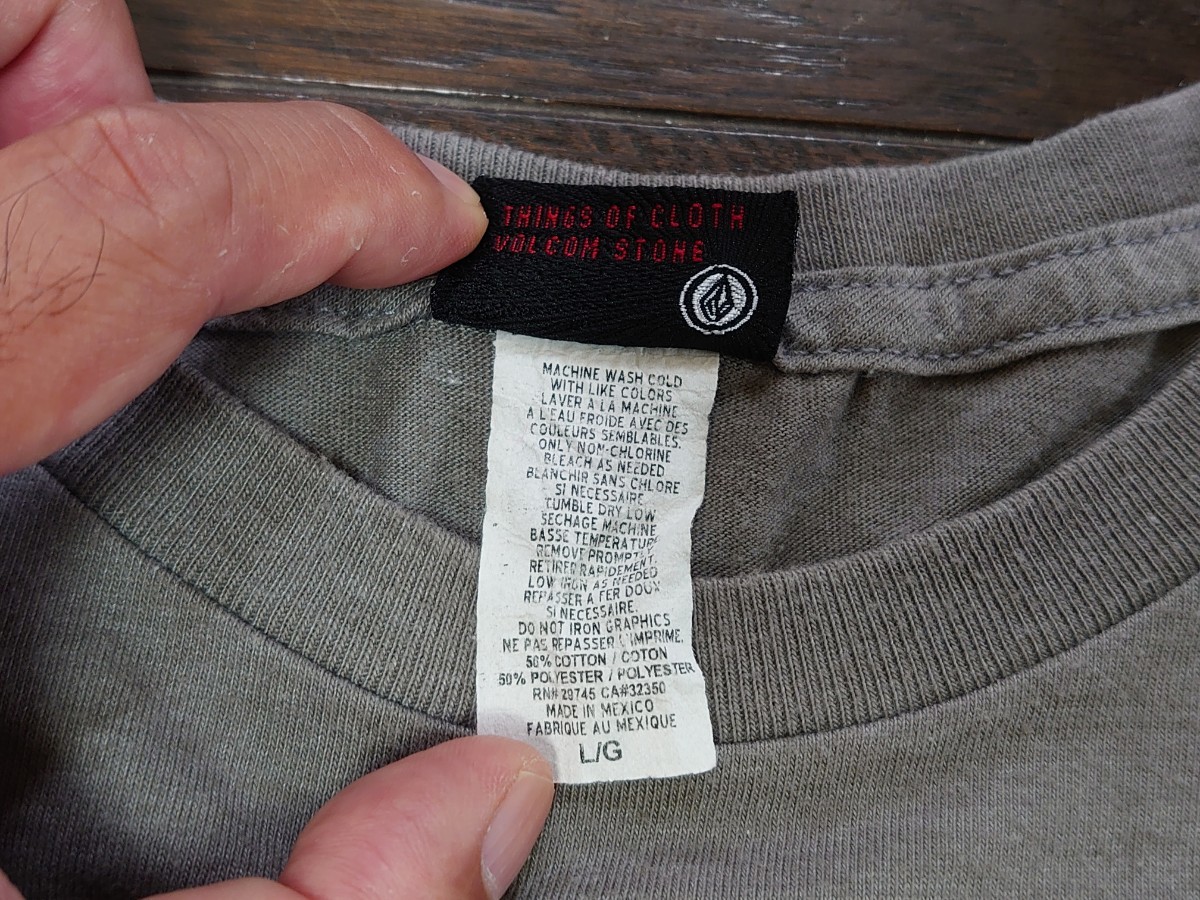 THINGS OF CLOTH
VOLCOM STONE
MACHINE WASH COLD
WITH LIKE COLORS
LAVER A LA MACHINE
A L'EAU FROIDE AVEC DES
COULEURS SEMBLABLES.
ONLY NON-CHLORINE
BLEACH AS NEEDED
BLANCHIR SANS CHLORE
SI NECESSAIRE
TUMBLE DRY LOW
SECHAGE MACHINE
BASSE TEMPERATURE
REMOVE PROMPTLY
RETIRER RAPIDEMENT.
LOW IRON AS NEEDED
REPASSER A FER DOUX
SI NECESSAIRE.
DO NOT IRON GRAPHICS
NE PAS REPASSER L'IMPRIME.
50% COTTON / COTON
50% POLYESTER / POLYESTER
RN# 29745 CA#32350
MADE IN MEXICO
FABRIQUE AU MEXIQUE
L/G